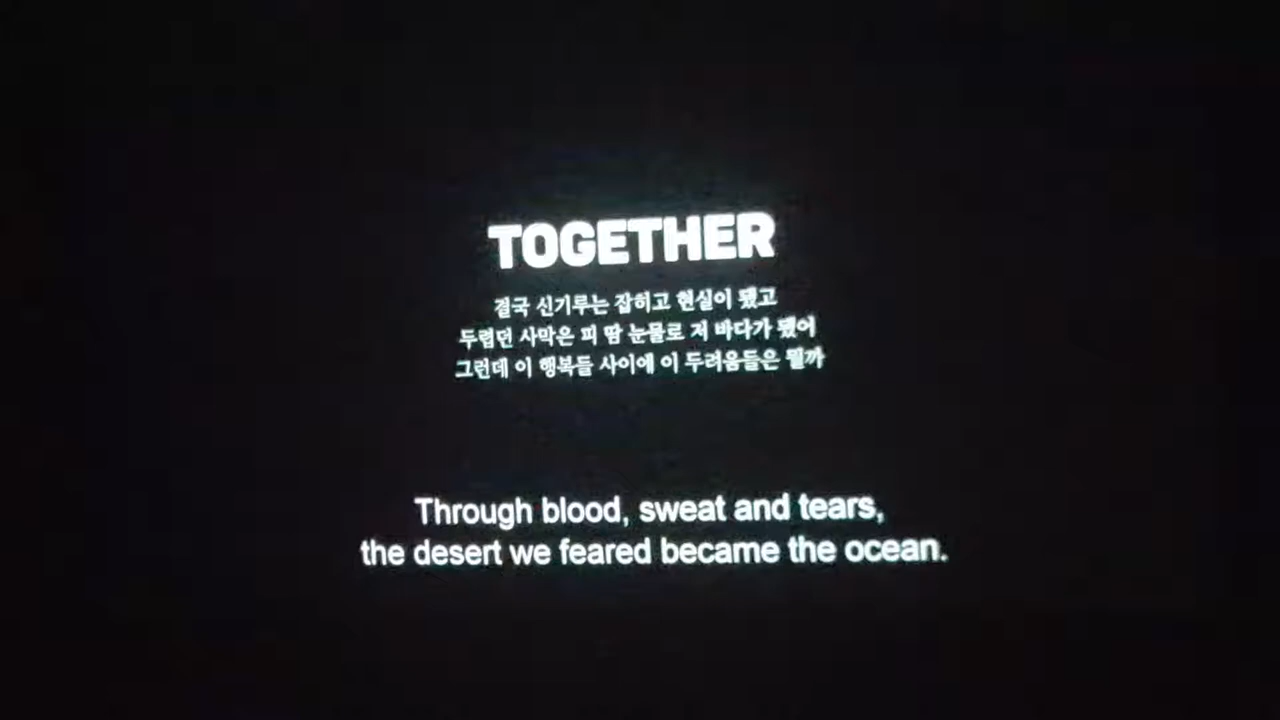 TOGETHER
결국 신기루는 잡히고 현실이 됐고
두렵던 사막은 피 땀 눈물로 저 바다가 됐어
그런데 이 행복들 사이에 이 두려움들은 뭘까
Through blood, sweat and tears,
the desert we feared became the ocean.